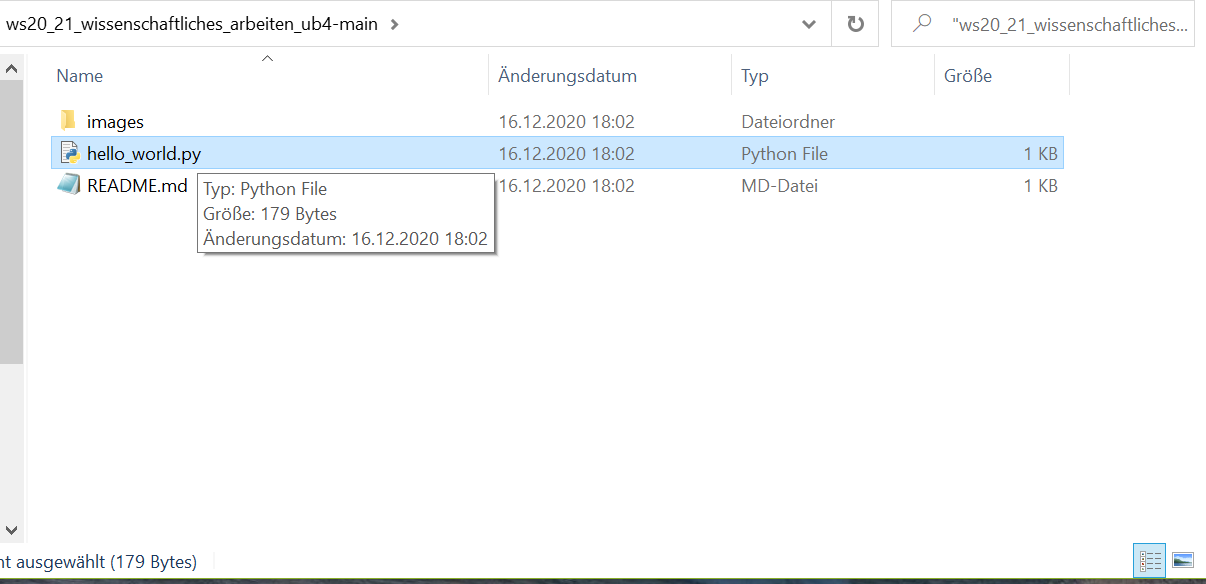 ws20_21_wissenschaftliches_arbeiten_ub4-main
"ws20_21_wissenschaftliches...
Name Änderungsdatum Typ Größe
images 16.12.2020 18:02 Dateiordner
hello_world.py 16.12.2020 18:02 Python File 1 KB
README.md 16.12.2020 18:02 MD-Datei 1 KB
Typ: Python File
Größe: 179 Bytes
Änderungsdatum: 16.12.2020 18:02
ausgewählt (179 Bytes)